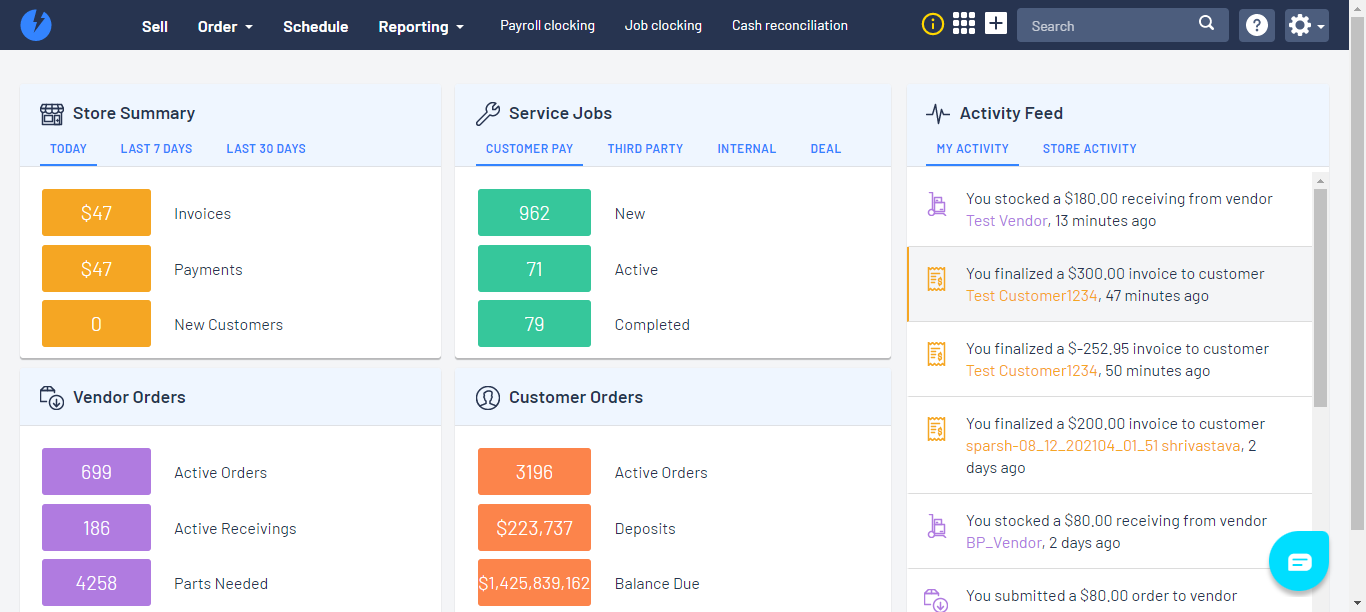 Sell Order Schedule Reporting Payroll clocking Job clocking Cash reconciliation Search
Store Summary
TODAY LAST 7 DAYS LAST 30 DAYS
$47 Invoices
$47 Payments
0 New Customers
Service Jobs
CUSTOMER PAY THIRD PARTY INTERNAL DEAL
962 New
71 Active
79 Completed
Vendor Orders
699 Active Orders
186 Active Receivings
4258 Parts Needed
Customer Orders
3196 Active Orders
$223,737 Deposits
$1,425,839,162 Balance Due
Activity Feed
MY ACTIVITY STORE ACTIVITY
You stocked a $180.00 receiving from vendor
Test Vendor, 13 minutes ago
You finalized a $300.00 invoice to customer
Test Customer1234, 47 minutes ago
You finalized a $-252.95 invoice to customer
Test Customer1234, 50 minutes ago
You finalized a $200.00 invoice to customer
sparsh-08_12_202104_01_51 shrivastava, 2
days ago
You stocked a $80.00 receiving from vendor
BP_Vendor, 2 days ago
You submitted a $80.00 order to vendor